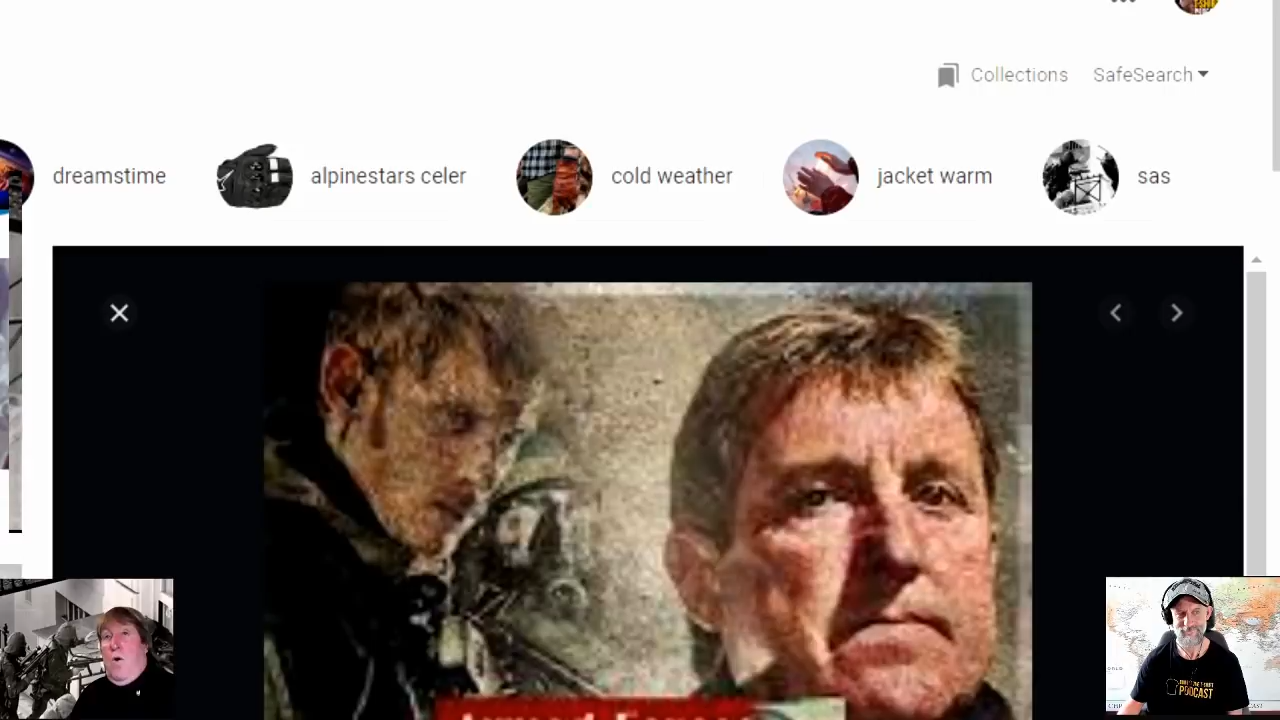 Collections SafeSearch
dreamstime alpinestars celer cold weather jacket warm sas
PODCAST